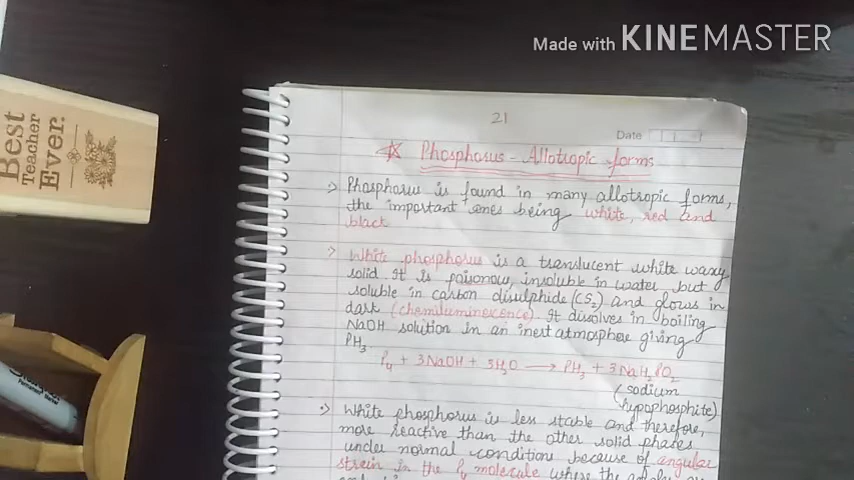 Made with KINEMASTER
Best
Teacher
Ever.
21
Date
☆ Phosphorus - Allotropic forms
Phosphorus is found in many allotropic forms,
the important ones being white, red and
black
White phosphorus is a translucent white waxy
solid. It is poisonous, insoluble in water but
soluble in carbon disulphide (CS2) and glows in
dark (chemiluminescence). It dissolves in boiling
NaOH solution in an inert atmosphere giving
PH3
P4 + 3NaOH + 3H2O → PH3 + 3NaH2PO2
(sodium
hypophosphite)
White phosphorus is less stable and therefore,
more reactive than the other solid phases
under normal conditions because of angular
strain in the P4 molecule where the angles